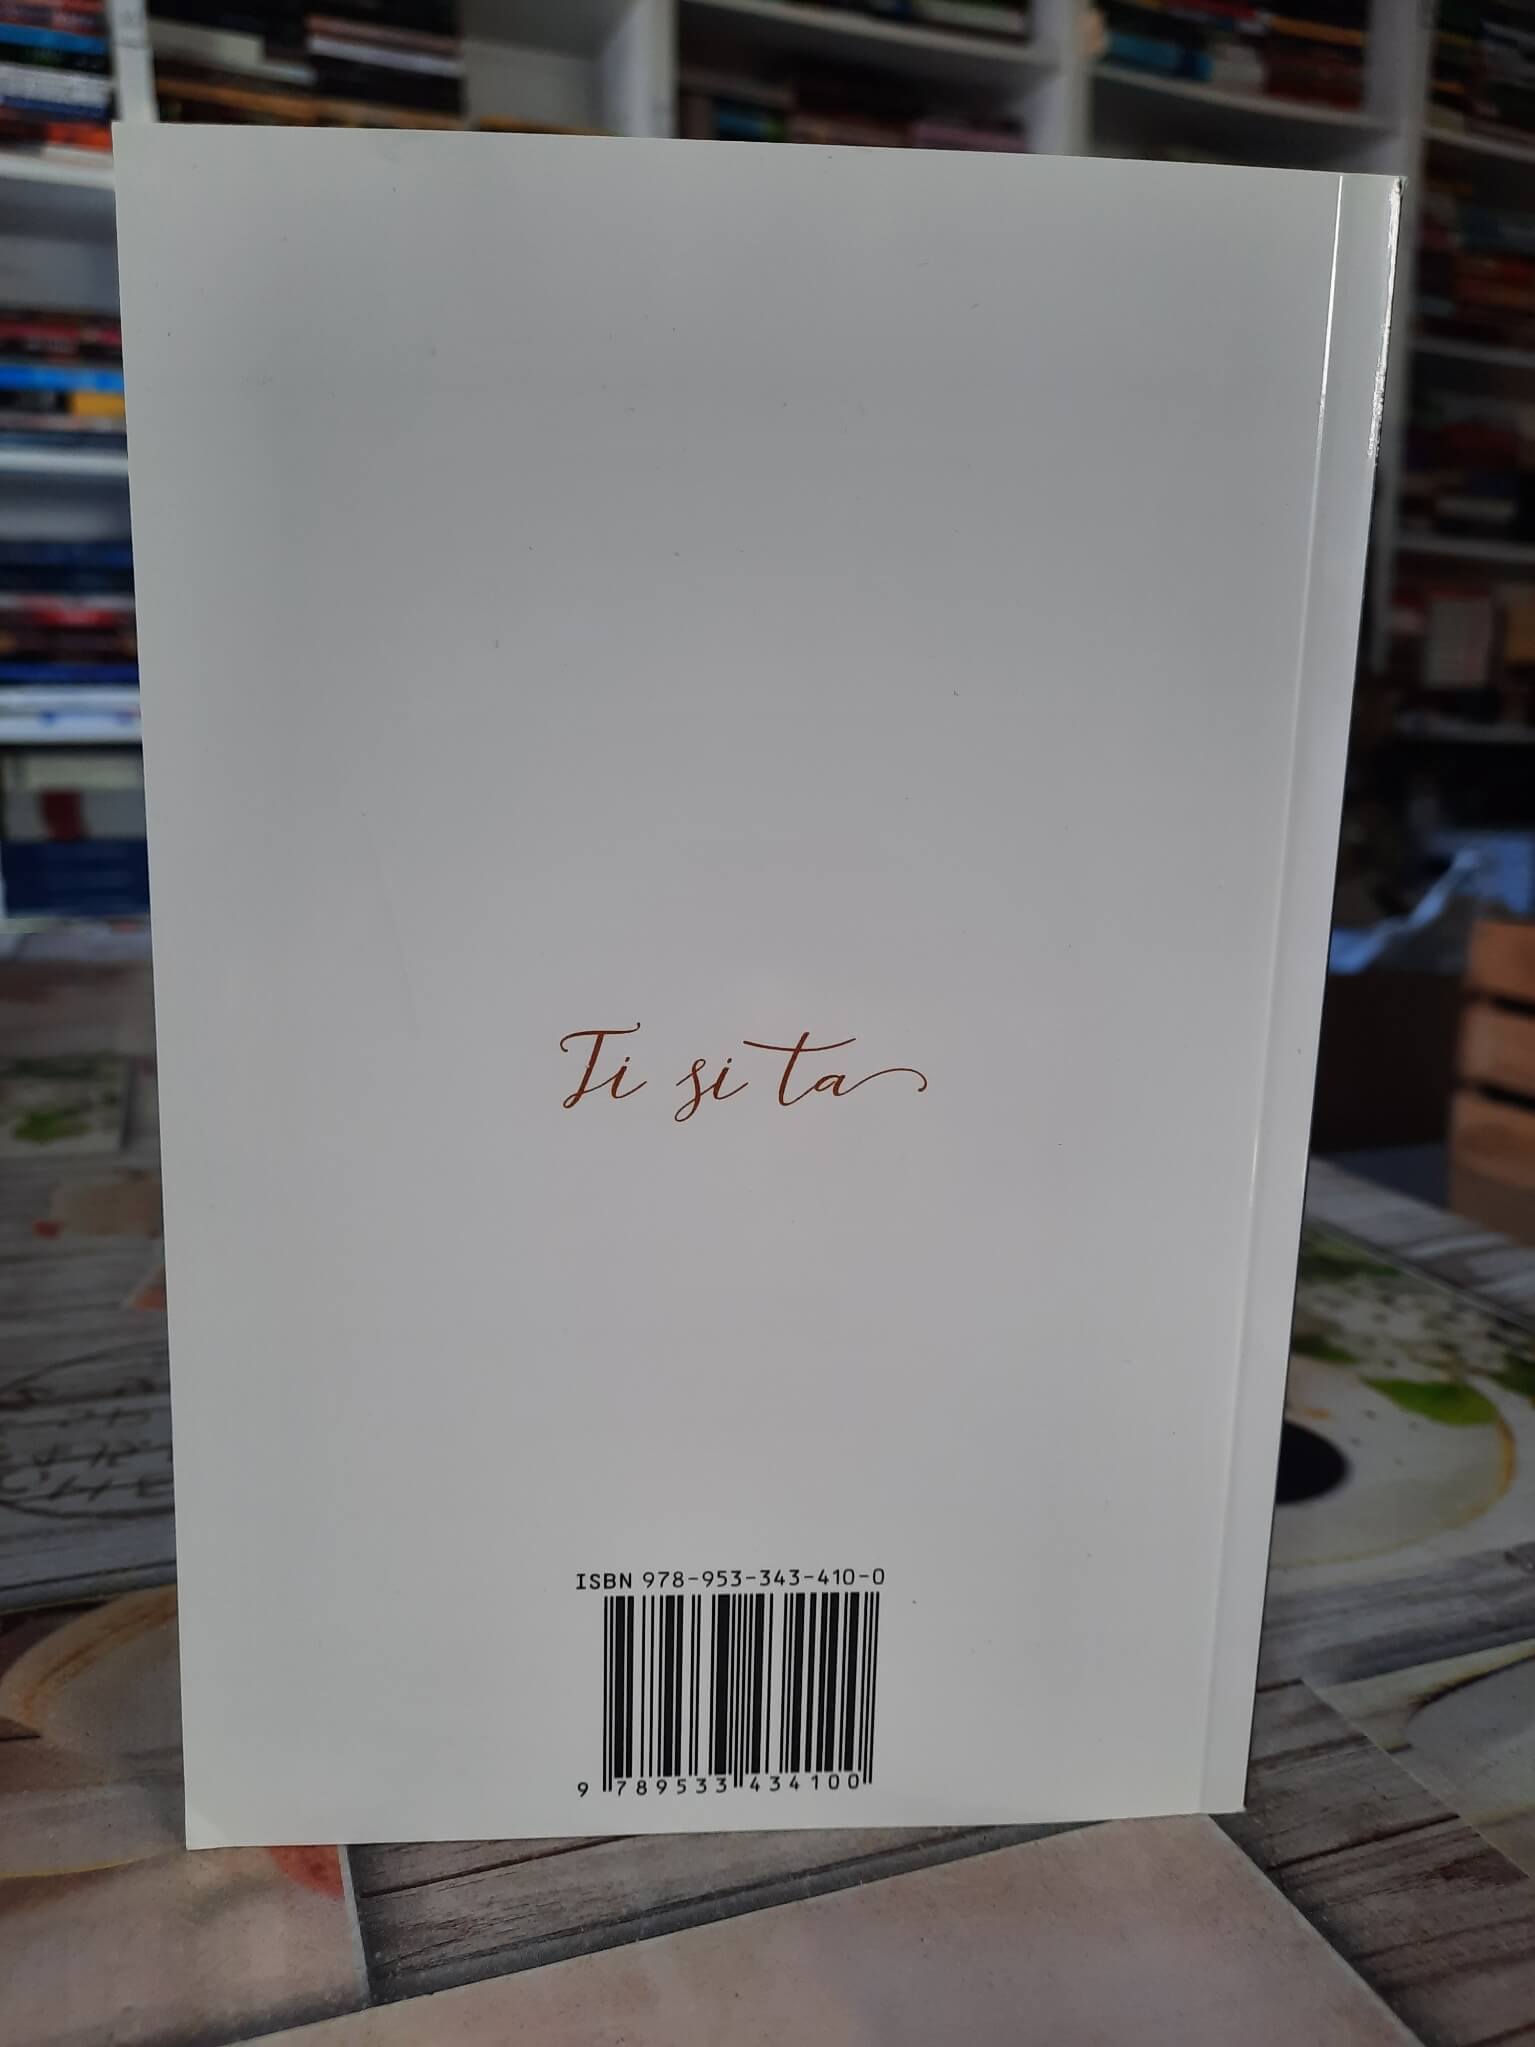 Ti si ta
ISBN 978-953-343-410-0
9 789533 434100